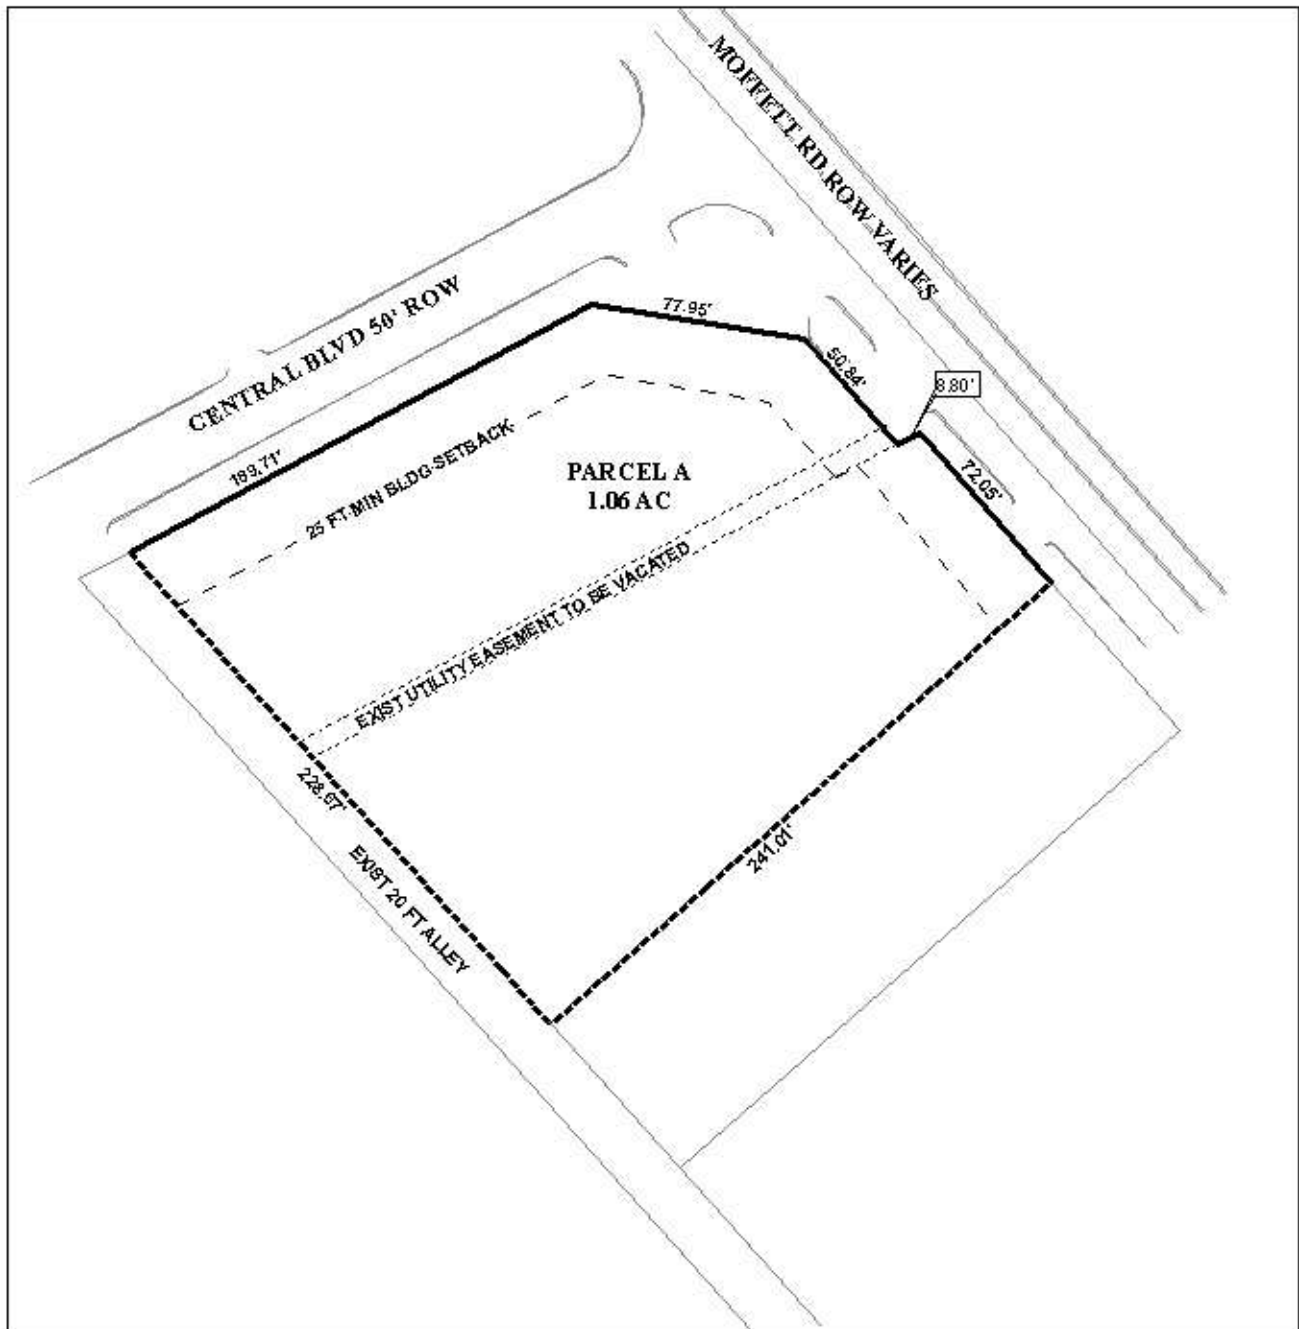 MOFFETT RD ROW VARIES
CENTRAL BLVD 50' ROW
77.95'
50.84'
8.80'
189.71'
25 FT MIN BLDG SETBACK
PARCEL A
1.06 AC
72.05'
EXIST UTILITY EASEMENT TO BE VACATED
228.67'
241.01'
EXIST 20 FT ALLEY